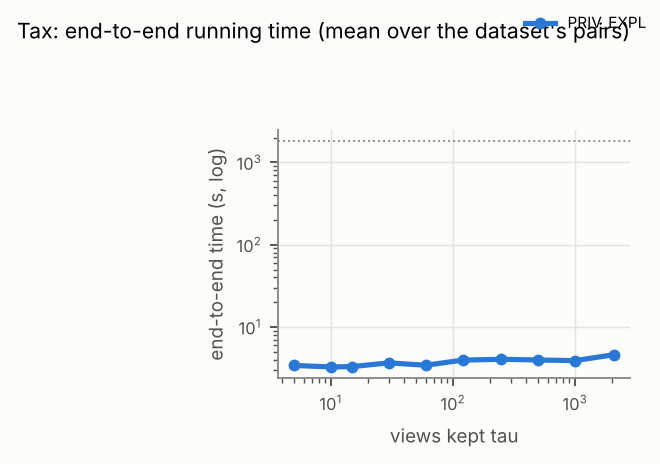 Tax: end-to-end running time (mean over the dataset's pairs)
PRIV_EXPL
end-to-end time (s, log)
10³
10²
10¹
10¹
10²
10³
views kept tau